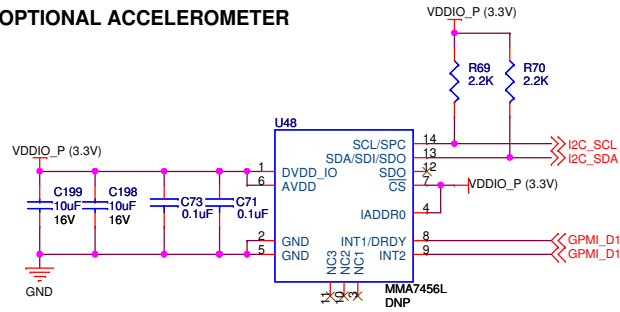 OPTIONAL ACCELEROMETER
VDDIO_P (3.3V)
R69
2.2K
R70
2.2K
U48
VDDIO_P (3.3V)
SCL/SPC 14 I2C_SCL
SDA/SDI/SDO 13 I2C_SDA
1 DVDD_IO SDO 12
6 AVDD CS 7 VDDIO_P (3.3V)
C199
10uF
16V
C198
10uF
16V
C73
0.1uF
C71
0.1uF
IADDR0 4
2 GND INT1/DRDY 8 GPMI_D1
5 GND INT2 9 GPMI_D1
NC3
NC2
NC1
11
10
3
GND
MMA7456L
DNP